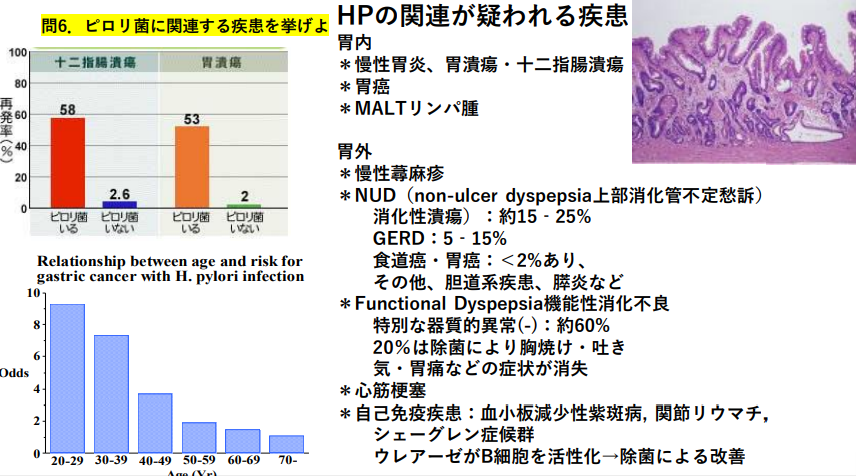 問6. ピロリ菌に関連する疾患を挙げよ
十二指腸潰瘍
胃潰瘍
再発率(%)
100
80
60
40
20
0
58
2.6
53
2
ピロリ菌いる
ピロリ菌いない
ピロリ菌いる
ピロリ菌いない
Relationship between age and risk for
gastric cancer with H. pylori infection
Odds
10
8
6
4
2
0
20-29 30-39 40-49 50-59 60-69 70-
Age (Yr)
HPの関連が疑われる疾患
胃内
＊慢性胃炎、胃潰瘍・十二指腸潰瘍
＊胃癌
＊MALTリンパ腫
胃外
＊慢性蕁麻疹
＊NUD（non-ulcer dyspepsia上部消化管不定愁訴）
消化性潰瘍）：約15‐25%
GERD：5‐15%
食道癌・胃癌：＜2%あり、
その他、胆道系疾患、膵炎など
＊Functional Dyspepsia機能性消化不良
特別な器質的異常(-)：約60%
20%は除菌により胸焼け・吐き
気・胃痛などの症状が消失
＊心筋梗塞
＊自己免疫疾患：血小板減少性紫斑病, 関節リウマチ,
シェーグレン症候群
ウレアーゼがB細胞を活性化→除菌による改善